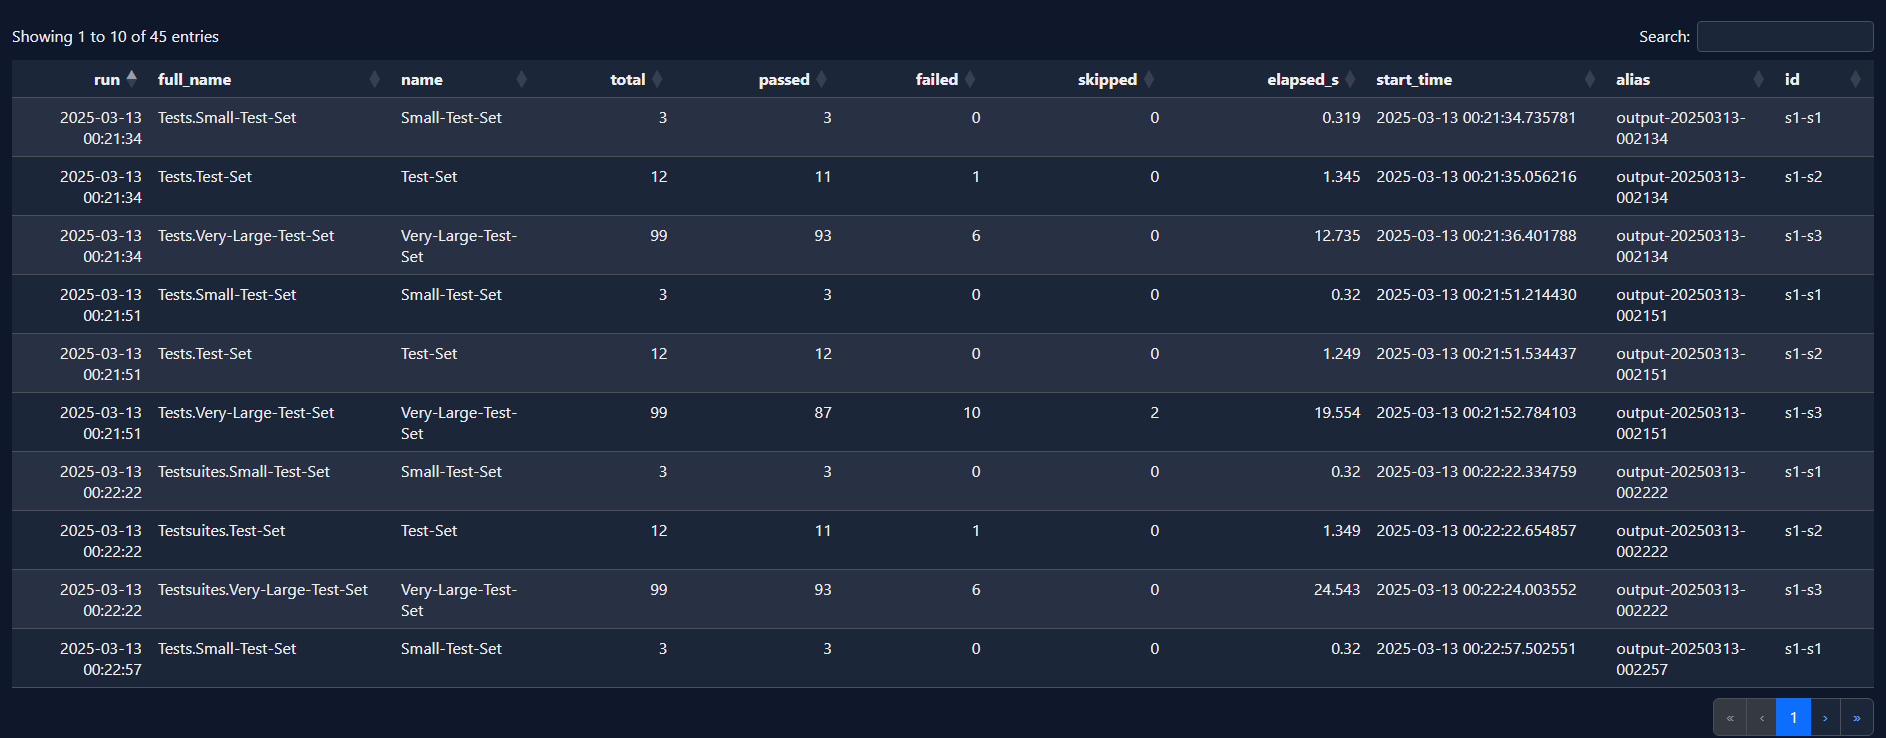 Showing 1 to 10 of 45 entries Search:
run full_name name total passed failed skipped elapsed_s start_time alias id
2025-03-13 Tests.Small-Test-Set Small-Test-Set 3 3 0 0 0.319 2025-03-13 00:21:34.735781 output-20250313- s1-s1
00:21:34 002134
2025-03-13 Tests.Test-Set Test-Set 12 11 1 0 1.345 2025-03-13 00:21:35.056216 output-20250313- s1-s2
00:21:34 002134
2025-03-13 Tests.Very-Large-Test-Set Very-Large-Test- 99 93 6 0 12.735 2025-03-13 00:21:36.401788 output-20250313- s1-s3
00:21:34 Set 002134
2025-03-13 Tests.Small-Test-Set Small-Test-Set 3 3 0 0 0.32 2025-03-13 00:21:51.214430 output-20250313- s1-s1
00:21:51 002151
2025-03-13 Tests.Test-Set Test-Set 12 12 0 0 1.249 2025-03-13 00:21:51.534437 output-20250313- s1-s2
00:21:51 002151
2025-03-13 Tests.Very-Large-Test-Set Very-Large-Test- 99 87 10 2 19.554 2025-03-13 00:21:52.784103 output-20250313- s1-s3
00:21:51 Set 002151
2025-03-13 Testsuites.Small-Test-Set Small-Test-Set 3 3 0 0 0.32 2025-03-13 00:22:22.334759 output-20250313- s1-s1
00:22:22 002222
2025-03-13 Testsuites.Test-Set Test-Set 12 11 1 0 1.349 2025-03-13 00:22:22.654857 output-20250313- s1-s2
00:22:22 002222
2025-03-13 Testsuites.Very-Large-Test-Set Very-Large-Test- 99 93 6 0 24.543 2025-03-13 00:22:24.003552 output-20250313- s1-s3
00:22:22 Set 002222
2025-03-13 Tests.Small-Test-Set Small-Test-Set 3 3 0 0 0.32 2025-03-13 00:22:57.502551 output-20250313- s1-s1
00:22:57 002257
« ‹ 1 › »